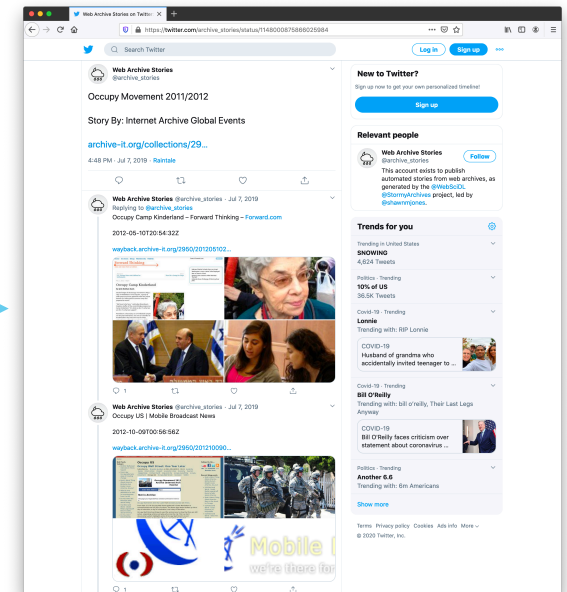 Web Archive Stories on Twitter
https://twitter.com/archive_stories/status/1148000875866025984
Search Twitter
Log in
Sign up
Web Archive Stories
@archive_stories
Occupy Movement 2011/2012
Story By: Internet Archive Global Events
archive-it.org/collections/29...
4:48 PM · Jul 7, 2019 · Raintale
Web Archive Stories @archive_stories · Jul 7, 2019
Replying to @archive_stories
Occupy Camp Kinderland – Forward Thinking – Forward.com
2012-05-10T20:54:32Z
wayback.archive-it.org/2950/201205102...
Occupy Camp Kinderland
1
Web Archive Stories @archive_stories · Jul 7, 2019
Occupy US | Mobile Broadcast News
2012-10-09T00:56:56Z
wayback.archive-it.org/2950/201210090...
Occupy US
Mobile
we're there for
1
New to Twitter?
Sign up now to get your own personalized timeline!
Sign up
Relevant people
Web Archive Stories
@archive_stories
Follow
This account exists to publish
automated stories from web archives, as
generated by the @WebSciDL
@StormyArchives project, led by
@shawnmjones.
Trends for you
Trending in United States
SNOWING
4,624 Tweets
Politics · Trending
10% of US
36.5K Tweets
Covid-19 · Trending
Lonnie
Trending with: RIP Lonnie
COVID-19
Husband of grandma who
accidentally invited teenager to ...
Covid-19 · Trending
Bill O'Reilly
Trending with: bill o'reilly, Their Last Legs
Anyway
COVID-19
Bill O'Reilly faces criticism over
statement about coronavirus ...
Politics · Trending
Another 6.6
Trending with: 6m Americans
Show more
Terms Privacy policy Cookies Ads info More
© 2020 Twitter, Inc.